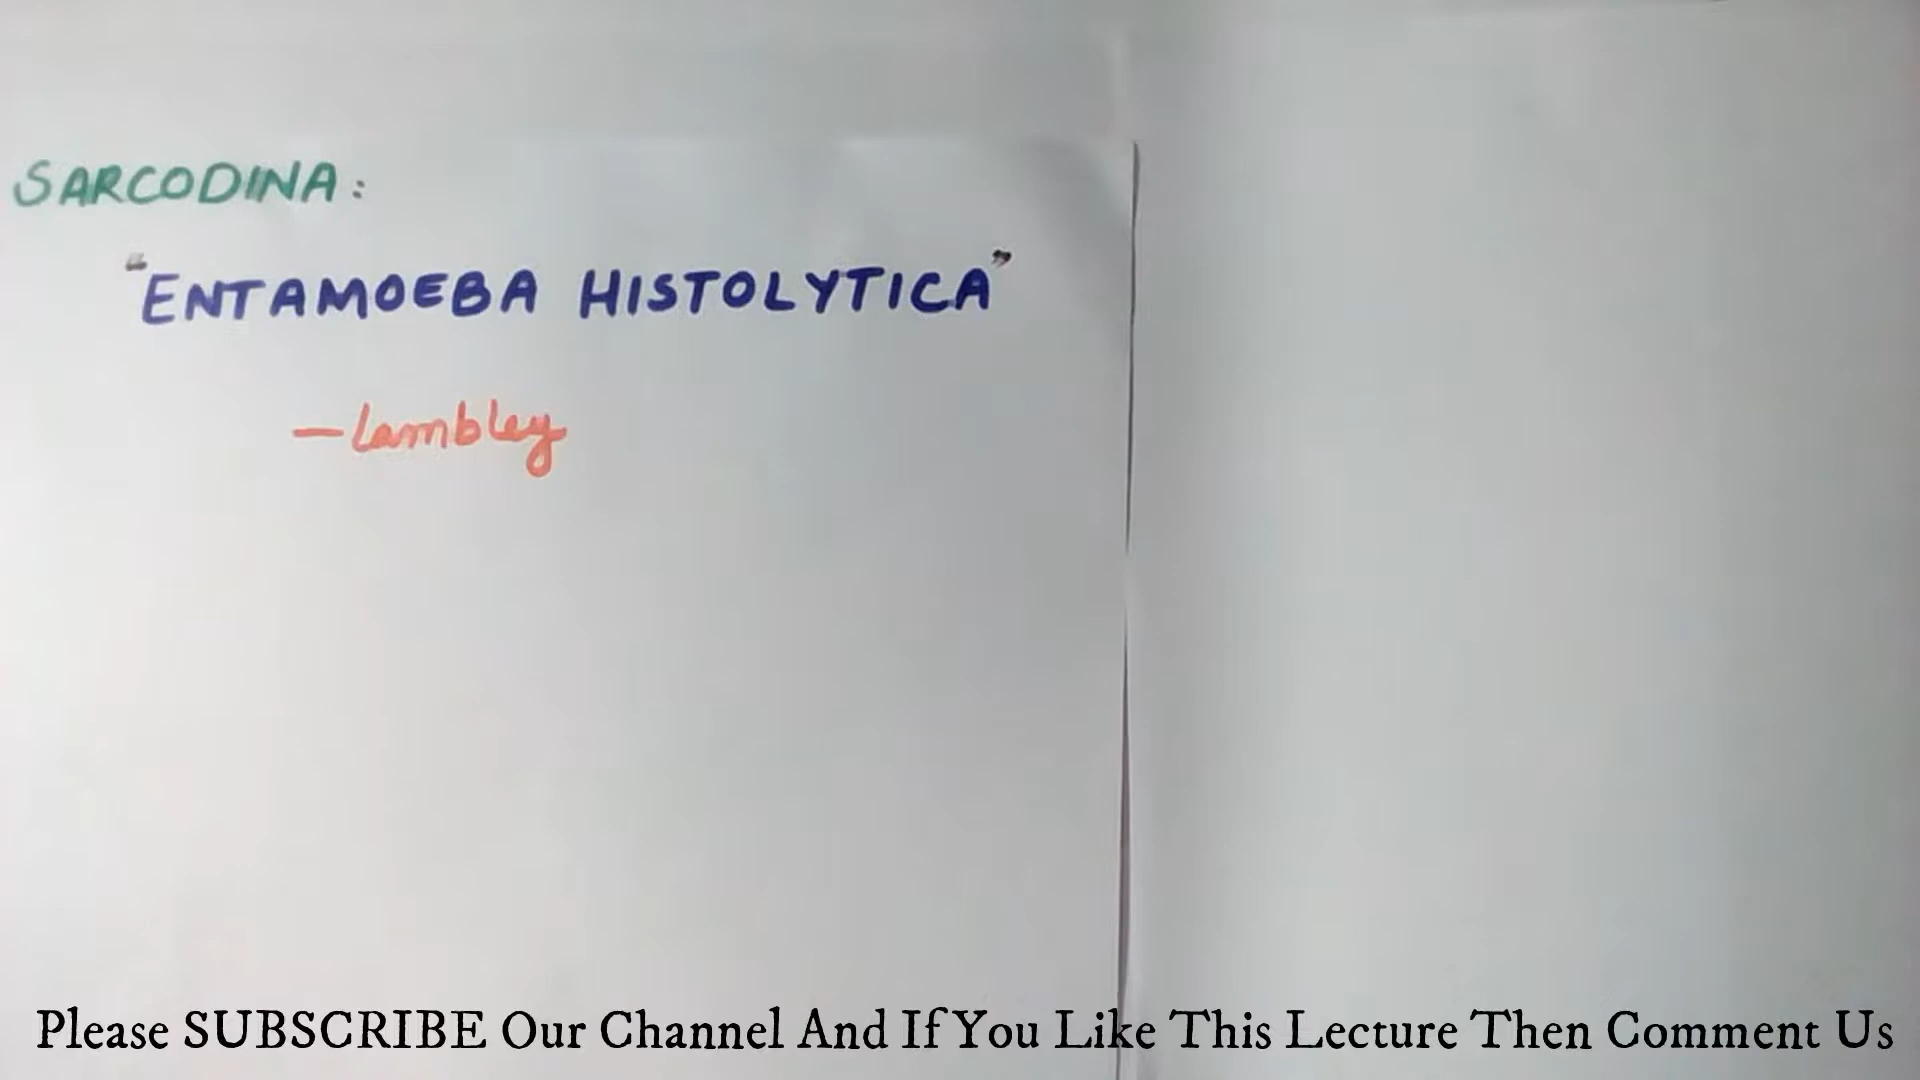 SARCODINA:
"ENTAMOEBA HISTOLYTICA"
- Lambley
Please SUBSCRIBE Our Channel And If You Like This Lecture Then Comment Us